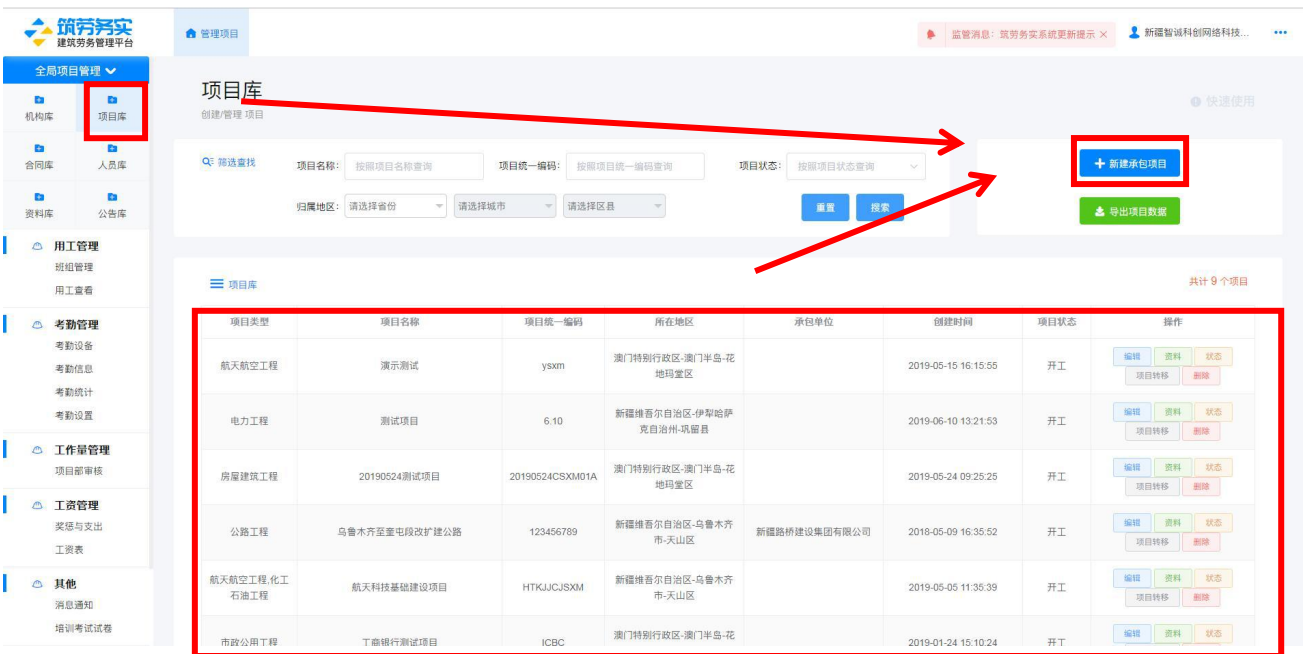 筑劳务实
建筑劳务管理平台
管理项目
监管消息：筑劳务实系统更新提示 ×
新疆智诚科创网络科技...
全局项目管理
机构库 项目库
合同库 人员库
资料库 公告库
用工管理
班组管理
用工查看
考勤管理
考勤设备
考勤信息
考勤统计
考勤设置
工作量管理
项目部审核
工资管理
奖惩与支出
工资表
其他
消息通知
培训考试试卷
项目库
创建/管理 项目
快速使用
筛选查找
项目名称： 按照项目名称查询 项目统一编码： 按照项目统一编码查询 项目状态： 按照项目状态查询
归属地区： 请选择省份 请选择城市 请选择区县 重置 搜索
新建承包项目
导出项目数据
项目库 共计 9 个项目
项目类型 项目名称 项目统一编码 所在地区 承包单位 创建时间 项目状态 操作
航天航空工程 演示测试 ysxm 澳门特别行政区-澳门半岛-花
地玛堂区 2019-05-15 16:15:55 开工 编辑 资料 状态
项目转移 删除
电力工程 测试项目 6.10 新疆维吾尔自治区-伊犁哈萨
克自治州-巩留县 2019-06-10 13:21:53 开工 编辑 资料 状态
项目转移 删除
房屋建筑工程 20190524测试项目 20190524CSXM01A 澳门特别行政区-澳门半岛-花
地玛堂区 2019-05-24 09:25:25 开工 编辑 资料 状态
项目转移 删除
公路工程 乌鲁木齐至奎屯段改扩建公路 123456789 新疆维吾尔自治区-乌鲁木齐
市-天山区 新疆路桥建设集团有限公司 2018-05-09 16:35:52 开工 编辑 资料 状态
项目转移 删除
航天航空工程,化工
石油工程 航天科技基础建设项目 HTKJJCJSXM 新疆维吾尔自治区-乌鲁木齐
市-天山区 2019-05-05 11:35:39 开工 编辑 资料 状态
项目转移 删除
市政公用工程 工商银行测试项目 ICBC 澳门特别行政区-澳门半岛-花
2019-01-24 15:10:24 开工 编辑 资料 状态